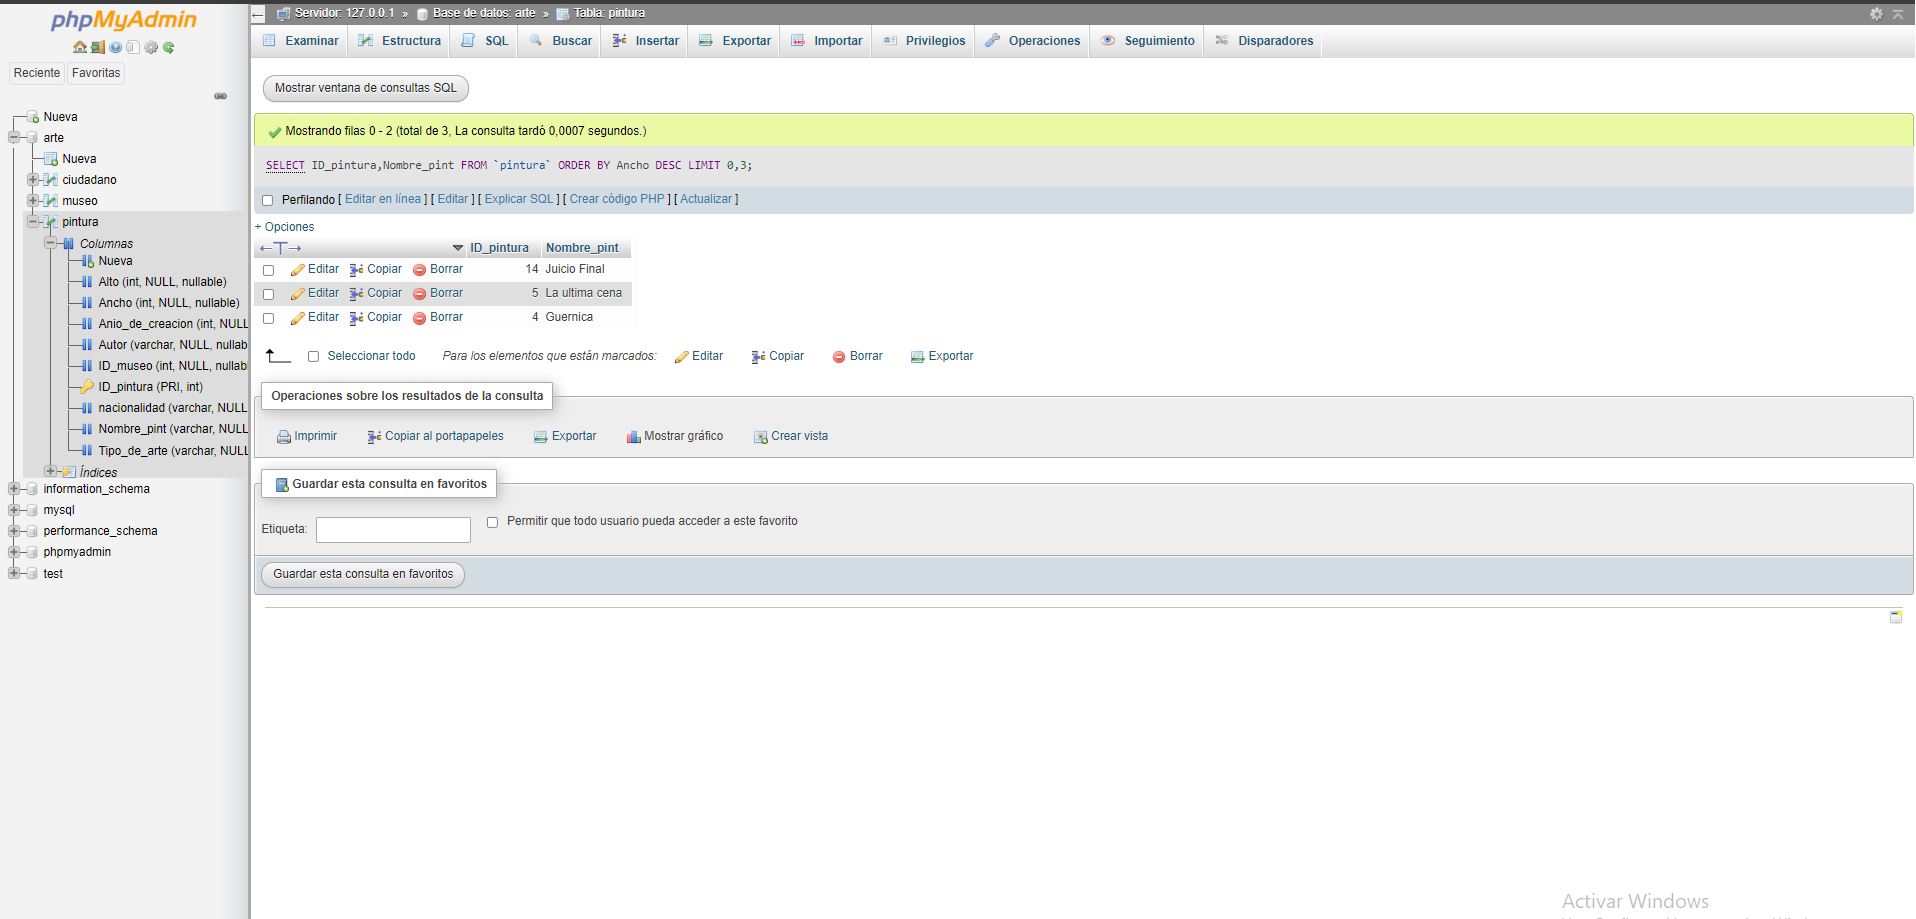 phpMyAdmin
Reciente Favoritas
Nueva
arte
Nueva
ciudadano
museo
pintura
Columnas
Nueva
Alto (int, NULL, nullable)
Ancho (int, NULL, nullable)
Anio_de_creacion (int, NULL
Autor (varchar, NULL, nullab
ID_museo (int, NULL, nullabl
ID_pintura (PRI, int)
nacionalidad (varchar, NULL
Nombre_pint (varchar, NULL
Tipo_de_arte (varchar, NULL
Índices
information_schema
mysql
performance_schema
phpmyadmin
test
Servidor: 127.0.0.1 » Base de datos: arte » Tabla: pintura
Examinar Estructura SQL Buscar Insertar Exportar Importar Privilegios Operaciones Seguimiento Disparadores
Mostrar ventana de consultas SQL
Mostrando filas 0 - 2 (total de 3, La consulta tardó 0,0007 segundos.)
SELECT ID_pintura,Nombre_pint FROM `pintura` ORDER BY Ancho DESC LIMIT 0,3;
Perfilando [ Editar en línea ] [ Editar ] [ Explicar SQL ] [ Crear código PHP ] [ Actualizar ]
+ Opciones
←T→ ID_pintura Nombre_pint
Editar Copiar Borrar 14 Juicio Final
Editar Copiar Borrar 5 La ultima cena
Editar Copiar Borrar 4 Guernica
Seleccionar todo Para los elementos que están marcados: Editar Copiar Borrar Exportar
Operaciones sobre los resultados de la consulta
Imprimir Copiar al portapapeles Exportar Mostrar gráfico Crear vista
Guardar esta consulta en favoritos
Etiqueta: Permitir que todo usuario pueda acceder a este favorito
Guardar esta consulta en favoritos
Activar Windows